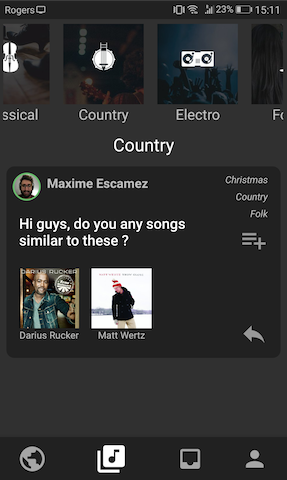 Rogers 23% 15:11
ssical Country Electro Fo
Country
Maxime Escamez
Christmas
Country
Folk
Hi guys, do you any songs
similar to these ?
DARIUS RUCKER
Darius Rucker Matt Wertz